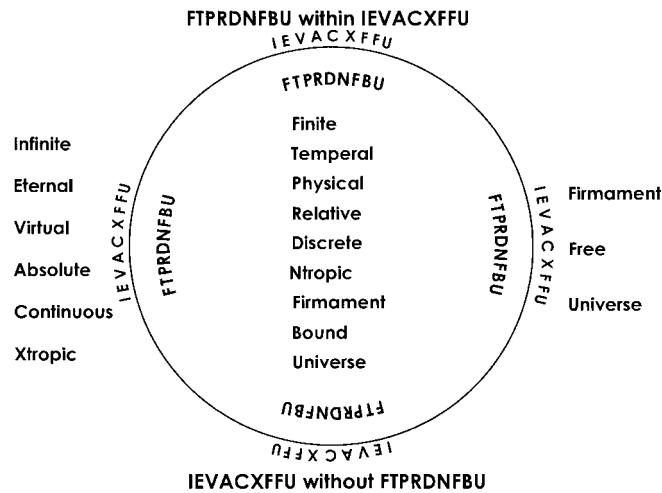 FTPRDNFBU within IEVACXFFU
IEVACXFFU
FTPRDNFBU
Infinite
Eternal
Virtual
Absolute
Continuous
Xtropic
IEVACXFFU
FTPRDNFBU
Finite
Temperal
Physical
Relative
Discrete
Ntropic
Firmament
Bound
Universe
FTPRDNFBU
IEVACXFFU
Firmament
Free
Universe
FTPRDNFBU
IEVACXFFU
IEVACXFFU without FTPRDNFBU